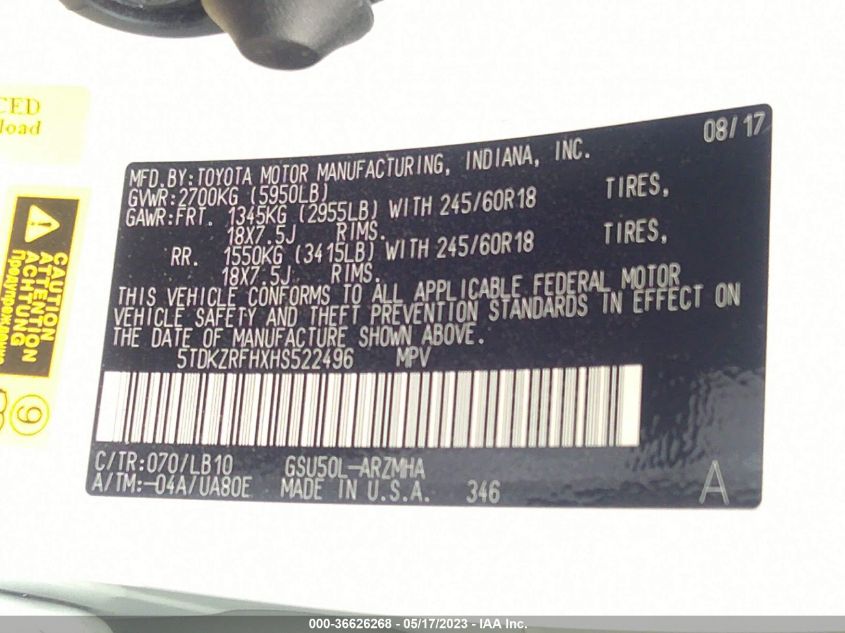 CED
load
CAUTION
ATTENTION
ACHTUNG
9
08/17
MFD.BY:TOYOTA MOTOR MANUFACTURING, INDIANA, INC.
GVWR:2700KG (5950LB)
GAWR:FRT. 1345KG (2955LB) WITH 245/60R18 TIRES,
18X7.5J RIMS.
RR. 1550KG (3415LB) WITH 245/60R18 TIRES,
18X7.5J RIMS.
THIS VEHICLE CONFORMS TO ALL APPLICABLE FEDERAL MOTOR
VEHICLE SAFETY AND THEFT PREVENTION STANDARDS IN EFFECT ON
THE DATE OF MANUFACTURE SHOWN ABOVE.
5TDKZRFHXHS522496 MPV
C/TR:070/LB10 GSU50L-ARZMHA
A/TM:-04A/UA80E MADE IN U.S.A. 346 A
000-36626268 - 05/17/2023 - IAA Inc.